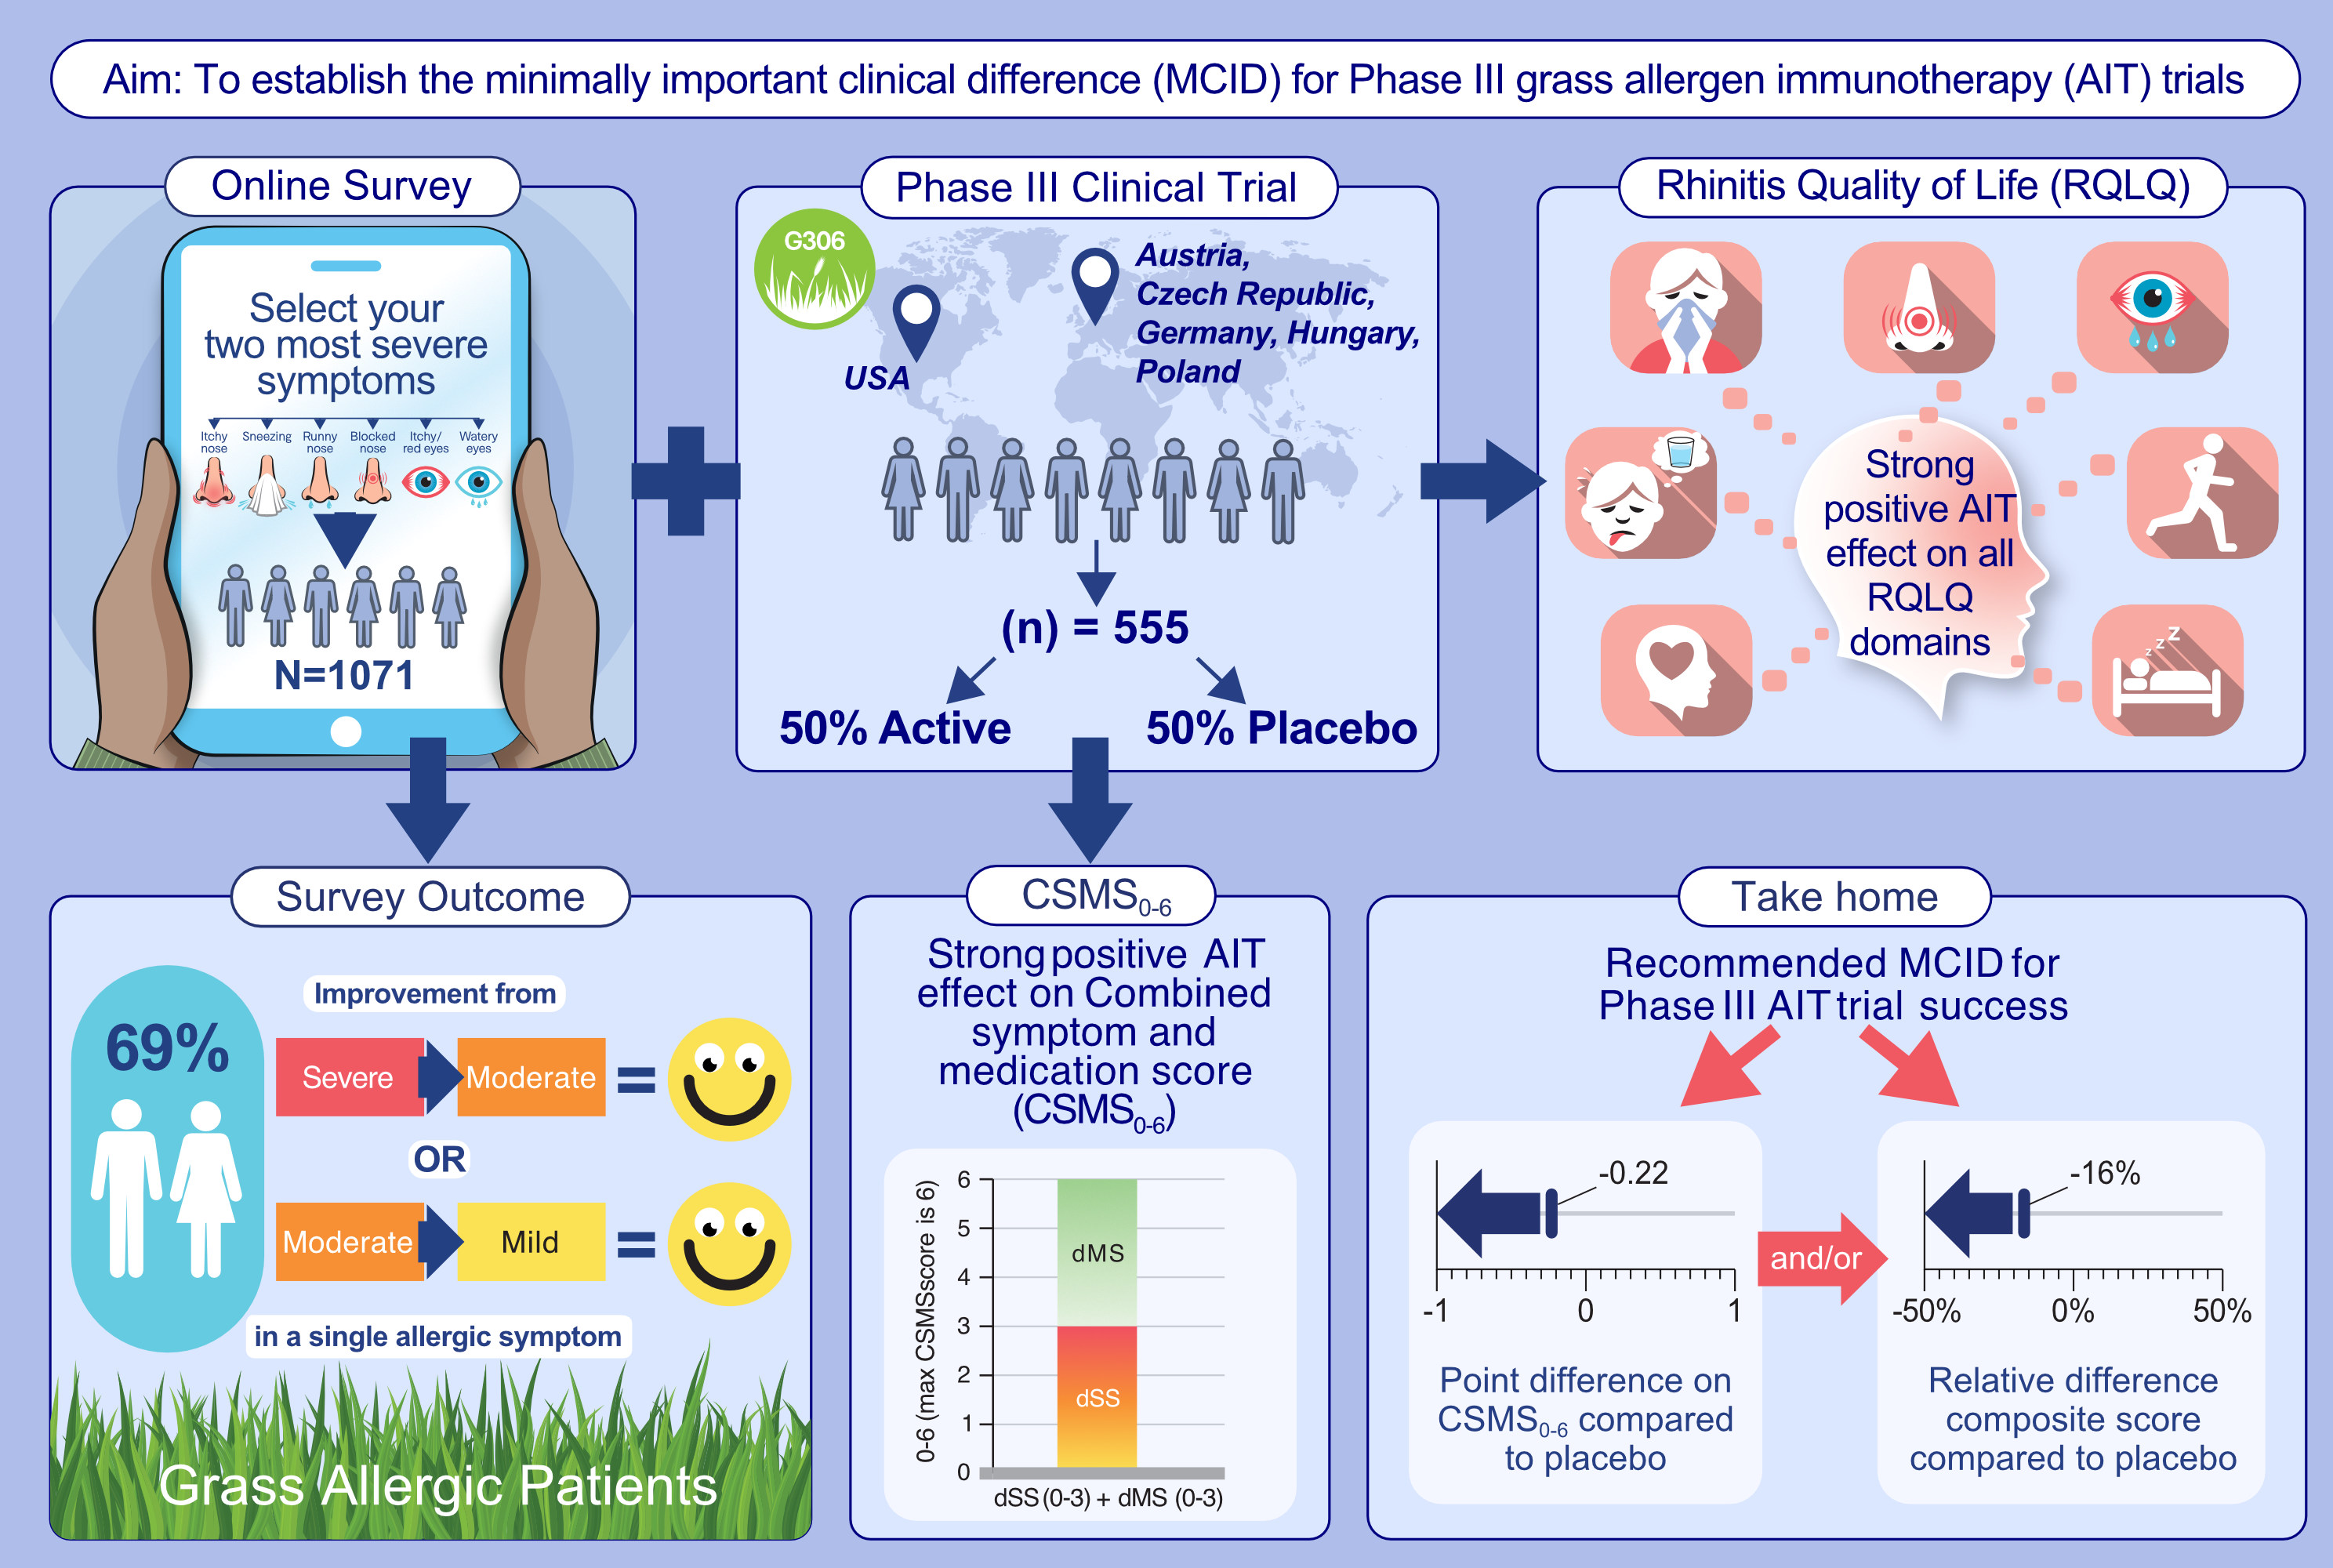 Aim: To establish the minimally important clinical difference (MCID) for Phase III grass allergen immunotherapy (AIT) trials
Online Survey
Select your
two most severe
symptoms
Itchy nose
Sneezing
Runny nose
Blocked nose
Itchy/ red eyes
Watery eyes
N=1071
Phase III Clinical Trial
G306
USA
Austria,
Czech Republic,
Germany, Hungary,
Poland
(n) = 555
50% Active
50% Placebo
Rhinitis Quality of Life (RQLQ)
Strong
positive AIT
effect on all
RQLQ
domains
z z Z
Survey Outcome
69%
Improvement from
Severe
Moderate
=
OR
Moderate
Mild
=
in a single allergic symptom
Grass Allergic Patients
CSMS0-6
Strong positive AIT
effect on Combined
symptom and
medication score
(CSMS0-6)
0-6 (max CSMSscore is 6)
6
5
4
3
2
1
0
dMS
dSS
dSS (0-3) + dMS (0-3)
Take home
Recommended MCID for
Phase III AIT trial success
-0.22
-1 0 1
Point difference on
CSMS0-6 compared
to placebo
and/or
-16%
-50% 0% 50%
Relative difference
composite score
compared to placebo